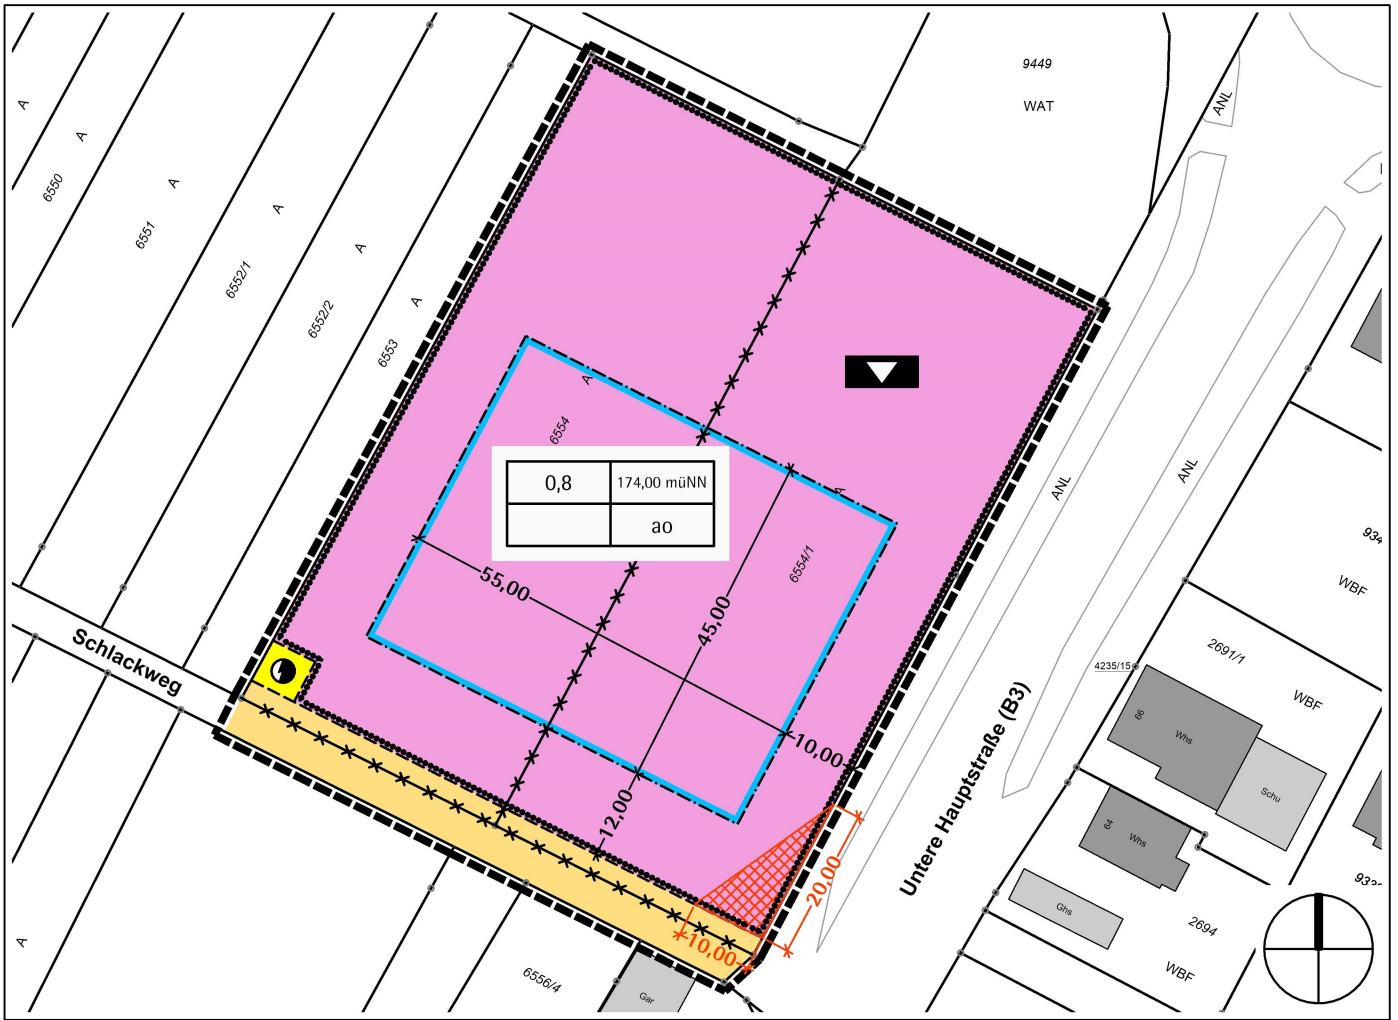 9449
WAT
ANL
A
A
A
A
A
A
6550
6551
6552/1
6552/2
6553
A
6554
0,8
174,00 müNN
ao
A
6554/1
55,00
45,00
12,00
10,00
20,00
10,00
Schlackweg
Untere Hauptstraße (B3)
ANL
ANL
WBF
2691/1
WBF
4235/15
66
Whs
Schu
64
Whs
Ghs
2694
WBF
A
6556/4
Gar